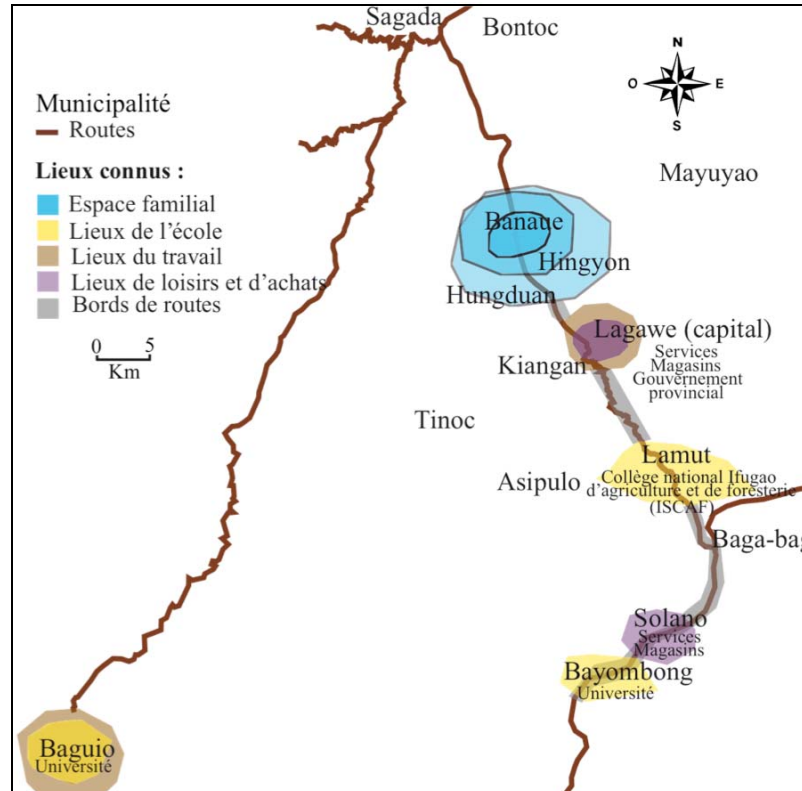 Sagada
Bontoc
N
O
E
S
Municipalité
Routes
Lieux connus :
Espace familial
Lieux de l'école
Lieux du travail
Lieux de loisirs et d'achats
Bords de routes
0 5
Km
Mayuyao
Banaue
Hingyon
Hungduan
Lagawe (capital)
Services
Magasins
Gouvernement
provincial
Kiangan
Tinoc
Lamut
Collège national Ifugao
d'agriculture et de foresterie
(ISCAF)
Asipulo
Baga-bag
Solano
Services
Magasins
Bayombong
Université
Baguio
Université